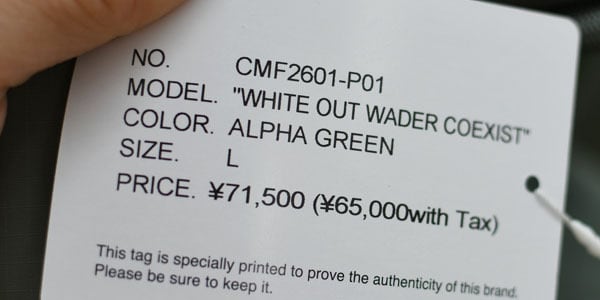 NO. CMF2601-P01
MODEL. "WHITE OUT WADER COEXIST"
COLOR. ALPHA GREEN
SIZE. L
PRICE. ¥71,500 (¥65,000with Tax)
This tag is specially printed to prove the authenticity of this brand.
Please be sure to keep it.